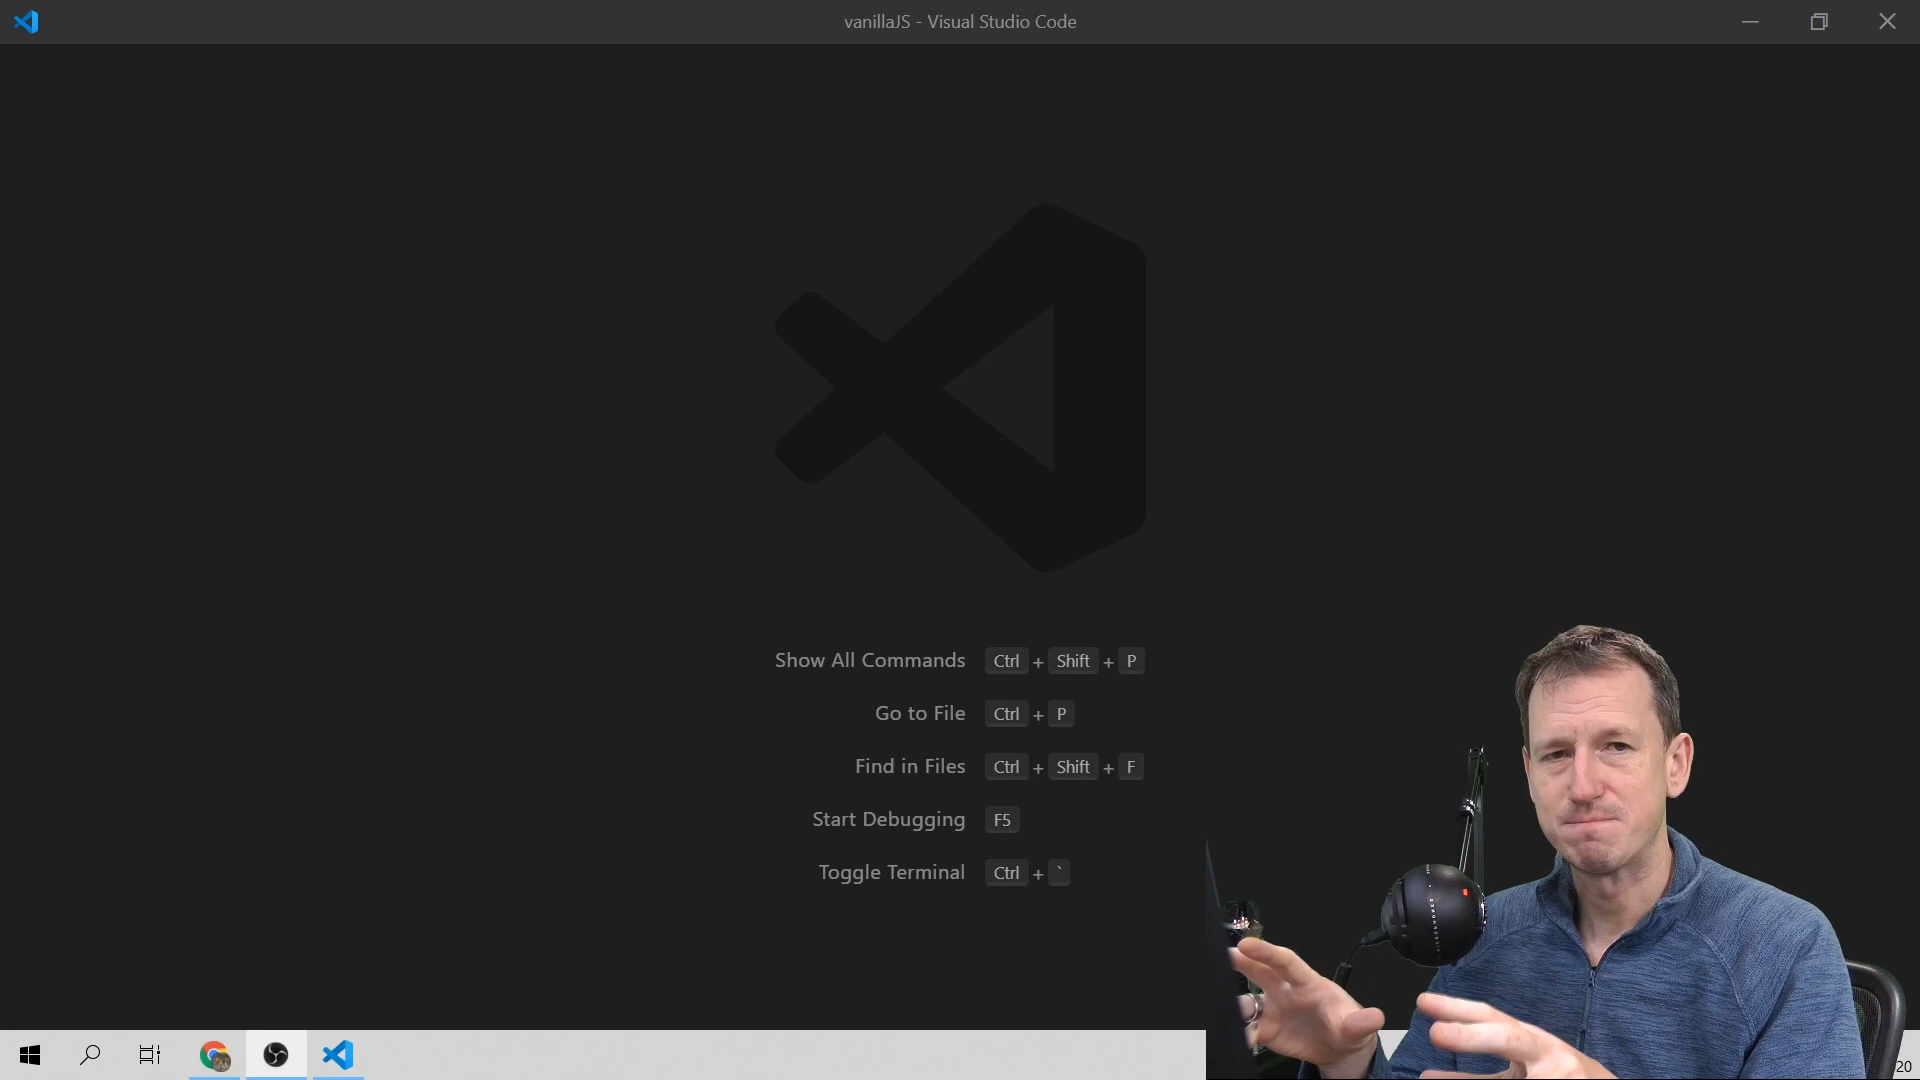 vanillaJS - Visual Studio Code
Show All Commands Ctrl + Shift + P
Go to File Ctrl + P
Find in Files Ctrl + Shift + F
Start Debugging F5
Toggle Terminal Ctrl + `
20